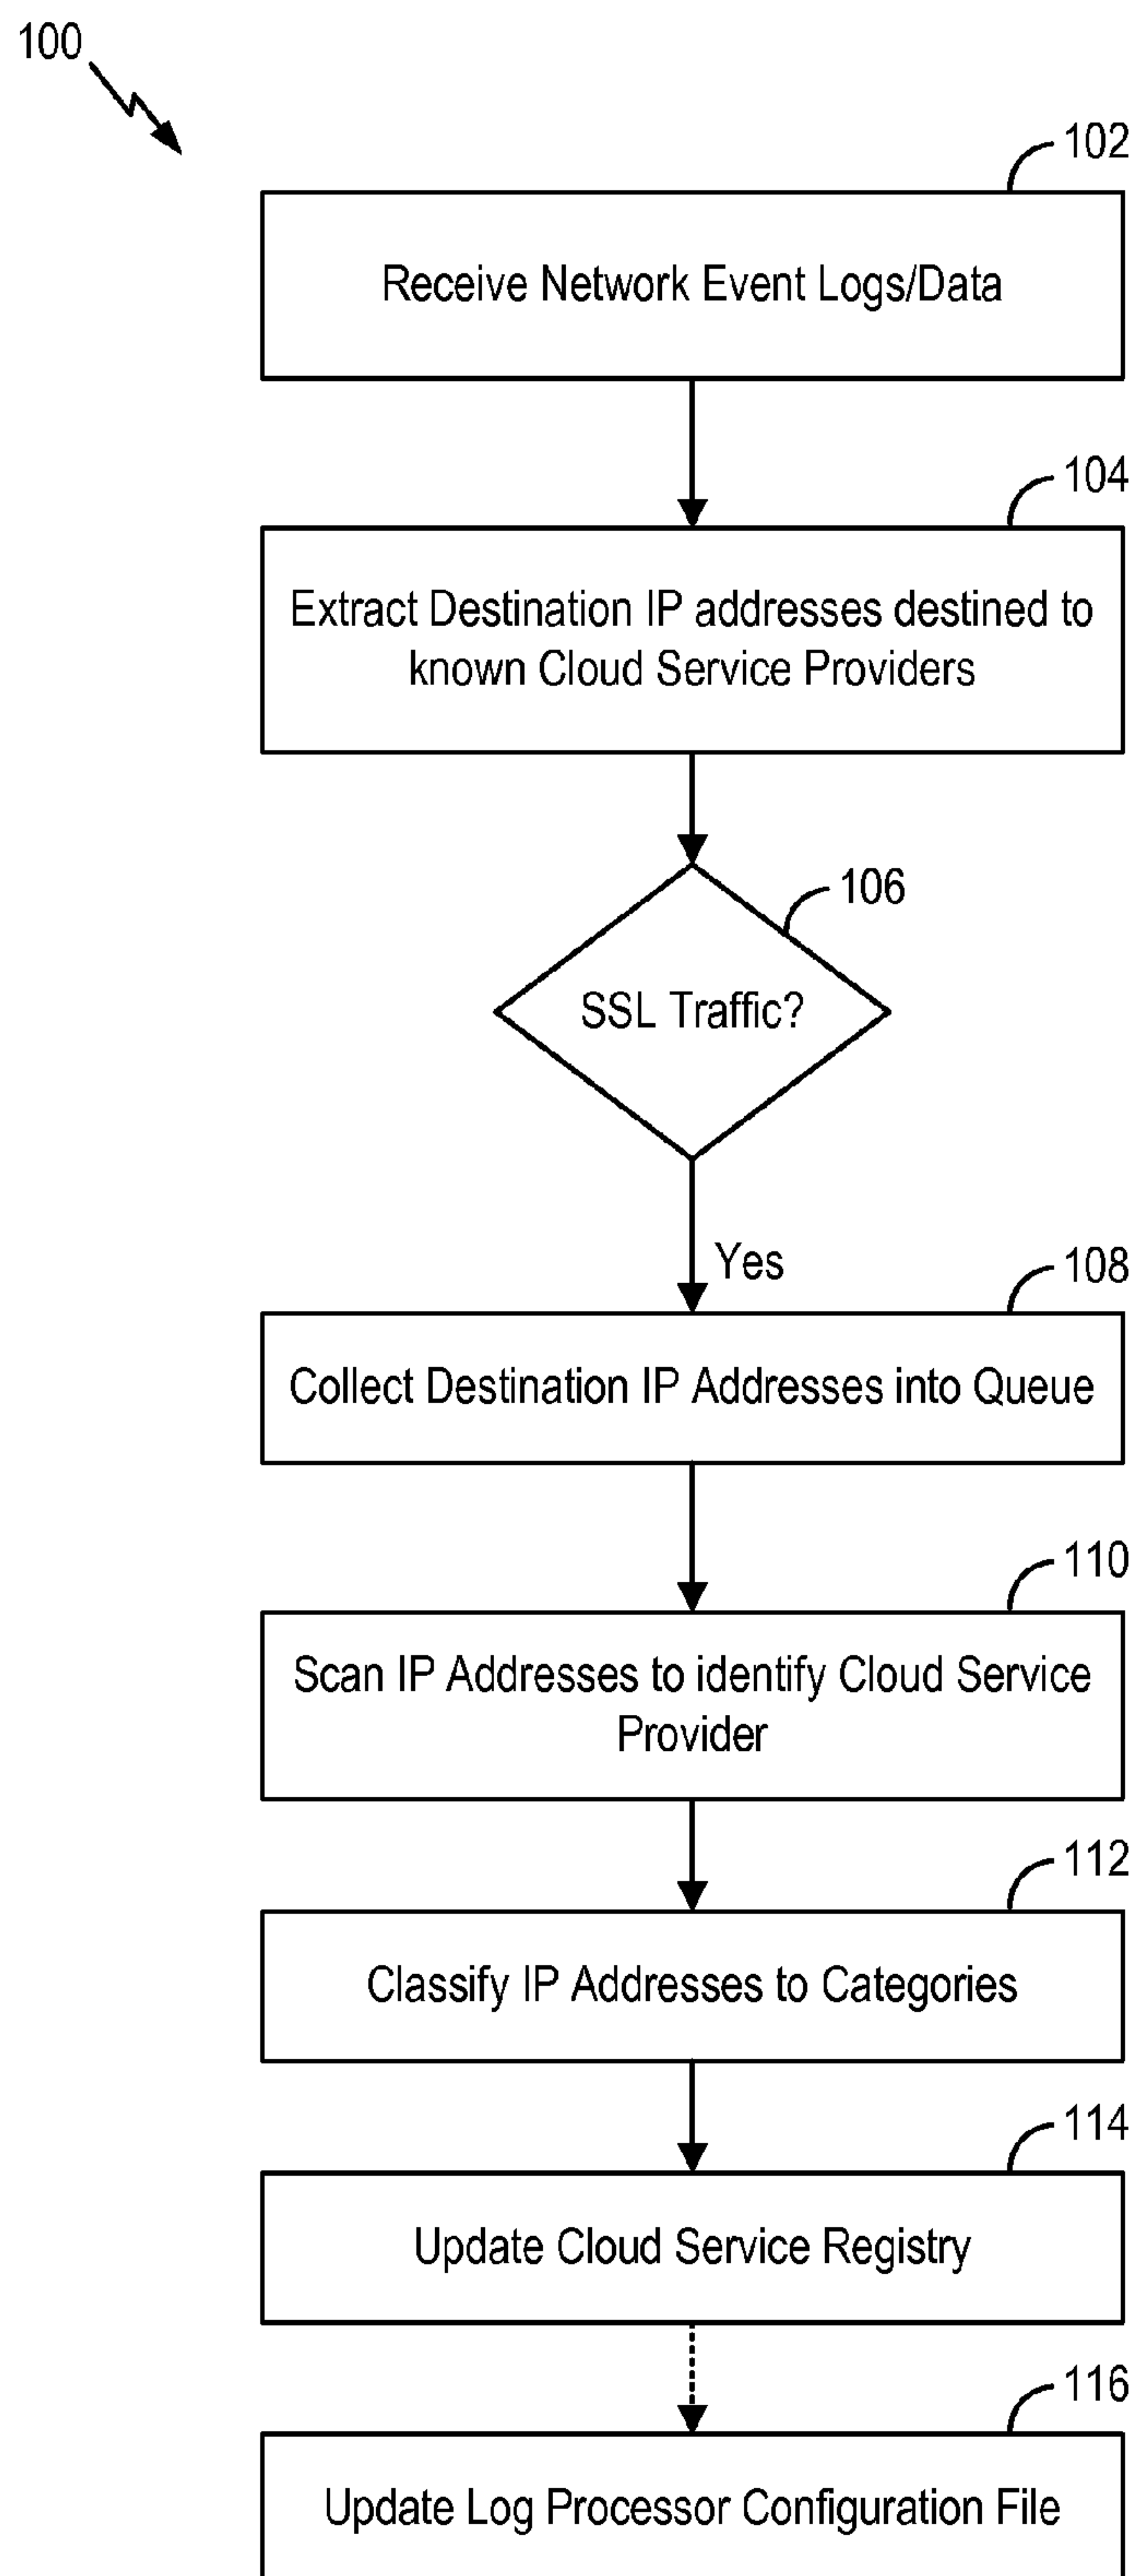 100
102
Receive Network Event Logs/Data
104
Extract Destination IP addresses destined to
known Cloud Service Providers
106
SSL Traffic?
Yes
108
Collect Destination IP Addresses into Queue
110
Scan IP Addresses to identify Cloud Service
Provider
112
Classify IP Addresses to Categories
114
Update Cloud Service Registry
116
Update Log Processor Configuration File